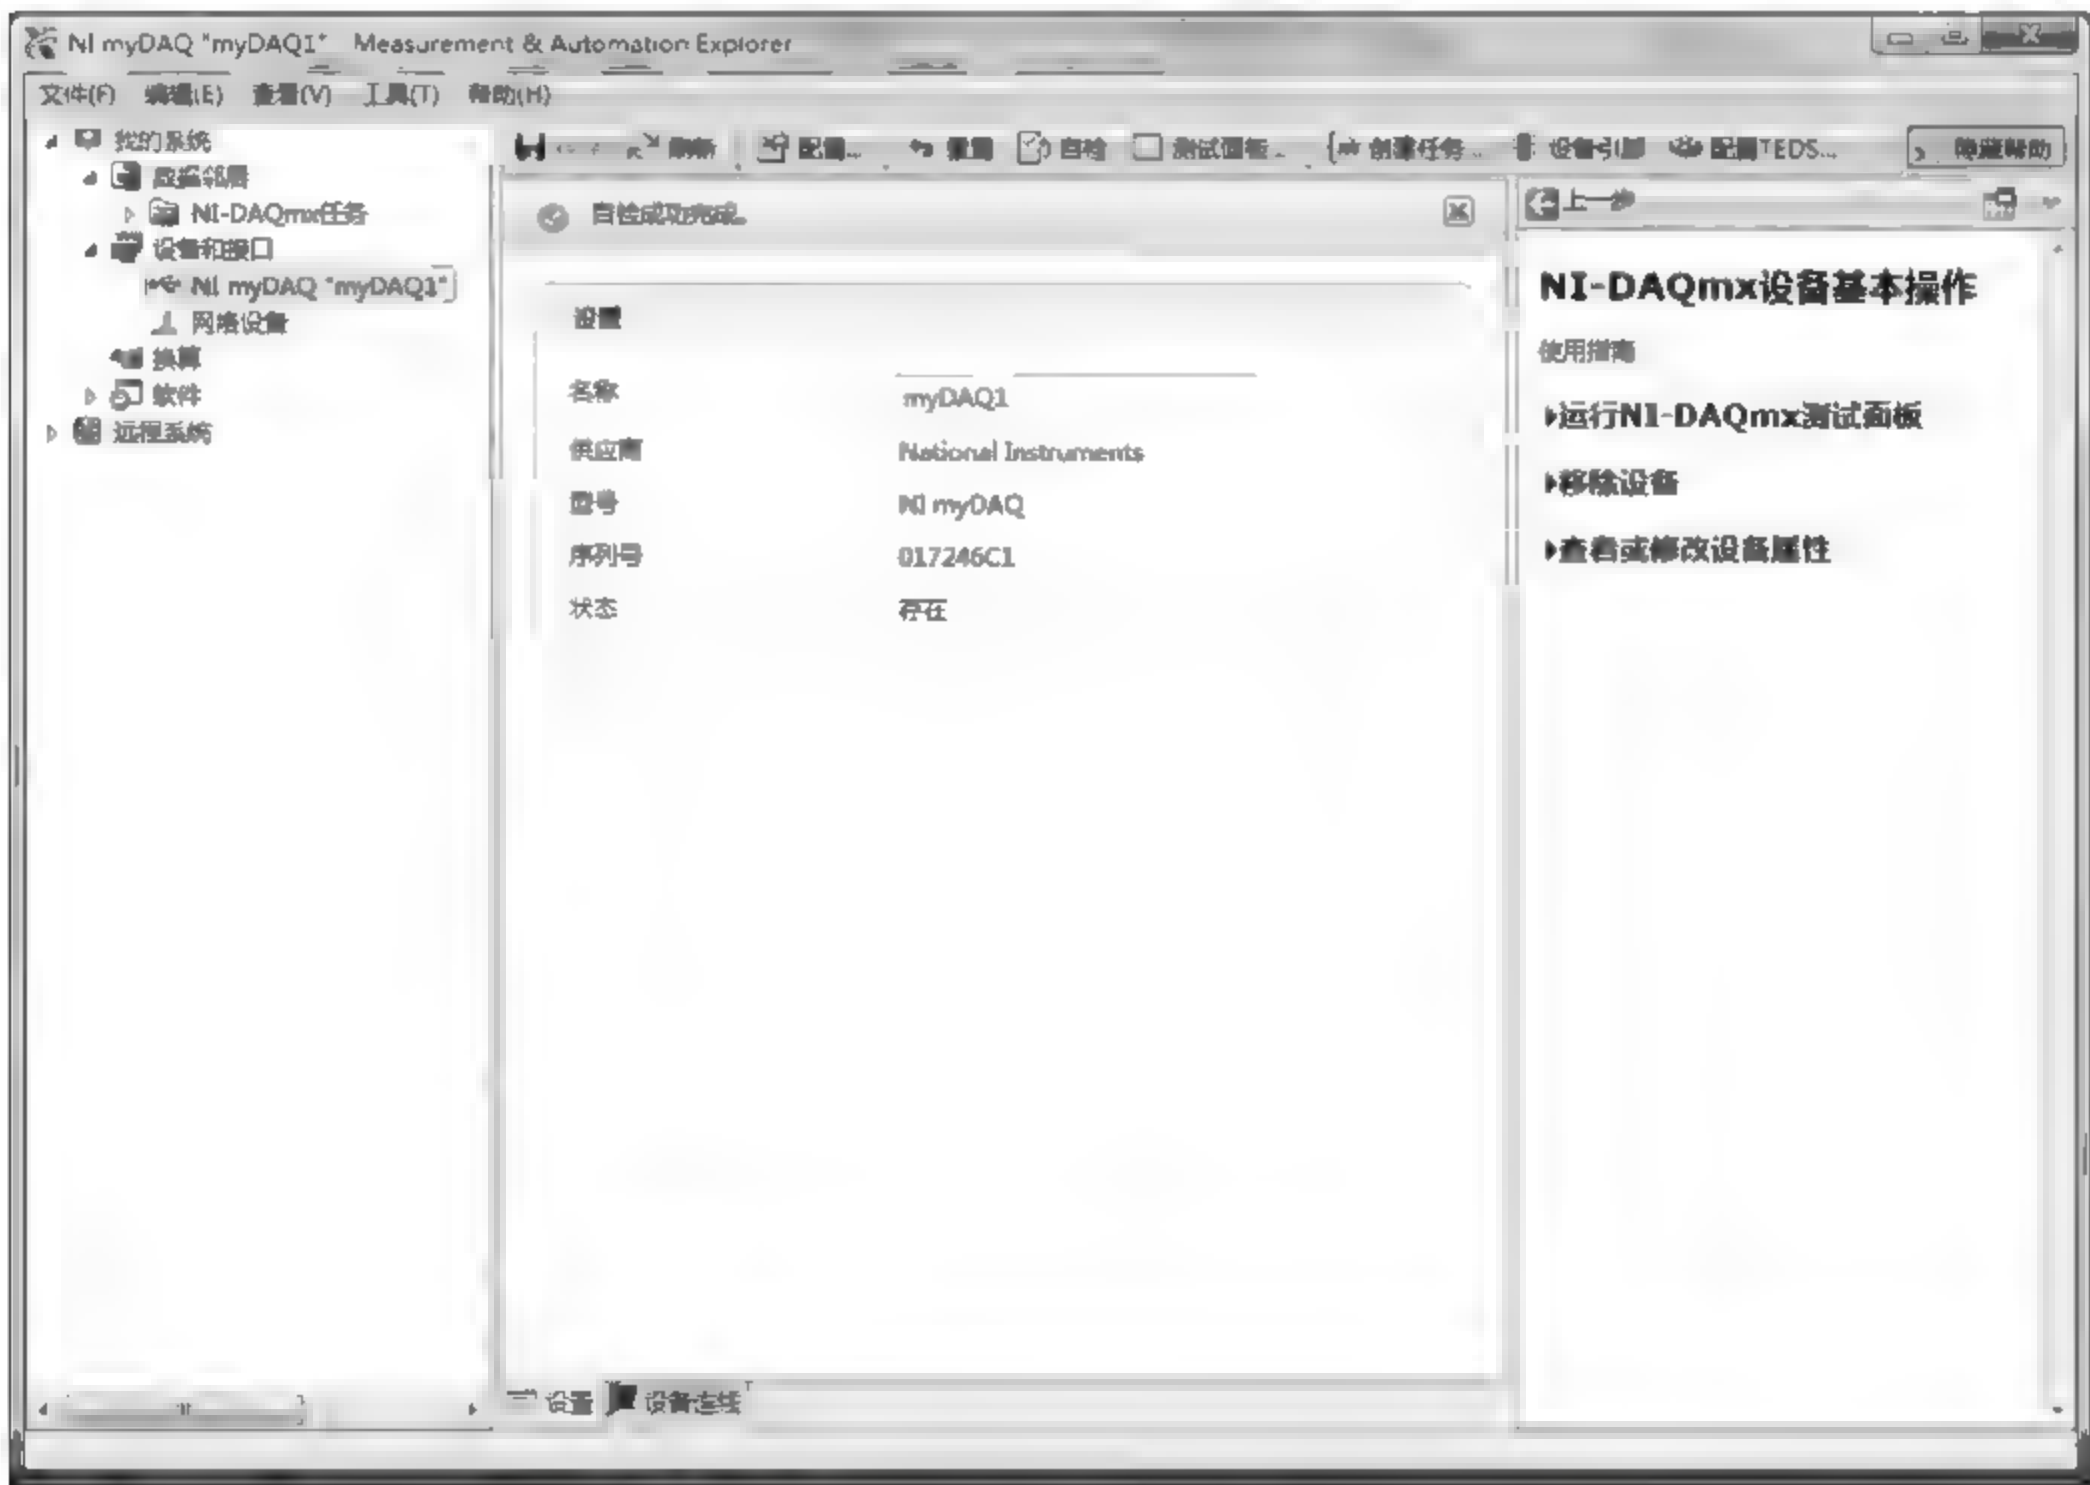 NI myDAQ "myDAQ1" Measurement & Automation Explorer
文件(F) 编辑(E) 查看(V) 工具(T) 帮助(H)
我的系统
数据邻居
NI-DAQmx任务
设备和接口
NI myDAQ "myDAQ1"
网络设备
换算
软件
远程系统
刷新 配置... 重置 自检 测试面板... 创建任务... 设备引脚 配置TEDS... 隐藏帮助
自检成功完成。
设置
名称 myDAQ1
供应商 National Instruments
型号 NI myDAQ
序列号 017246C1
状态 存在
设置 设备连线
上一步
NI-DAQmx设备基本操作
使用指南
运行NI-DAQmx测试面板
移除设备
查看或修改设备属性